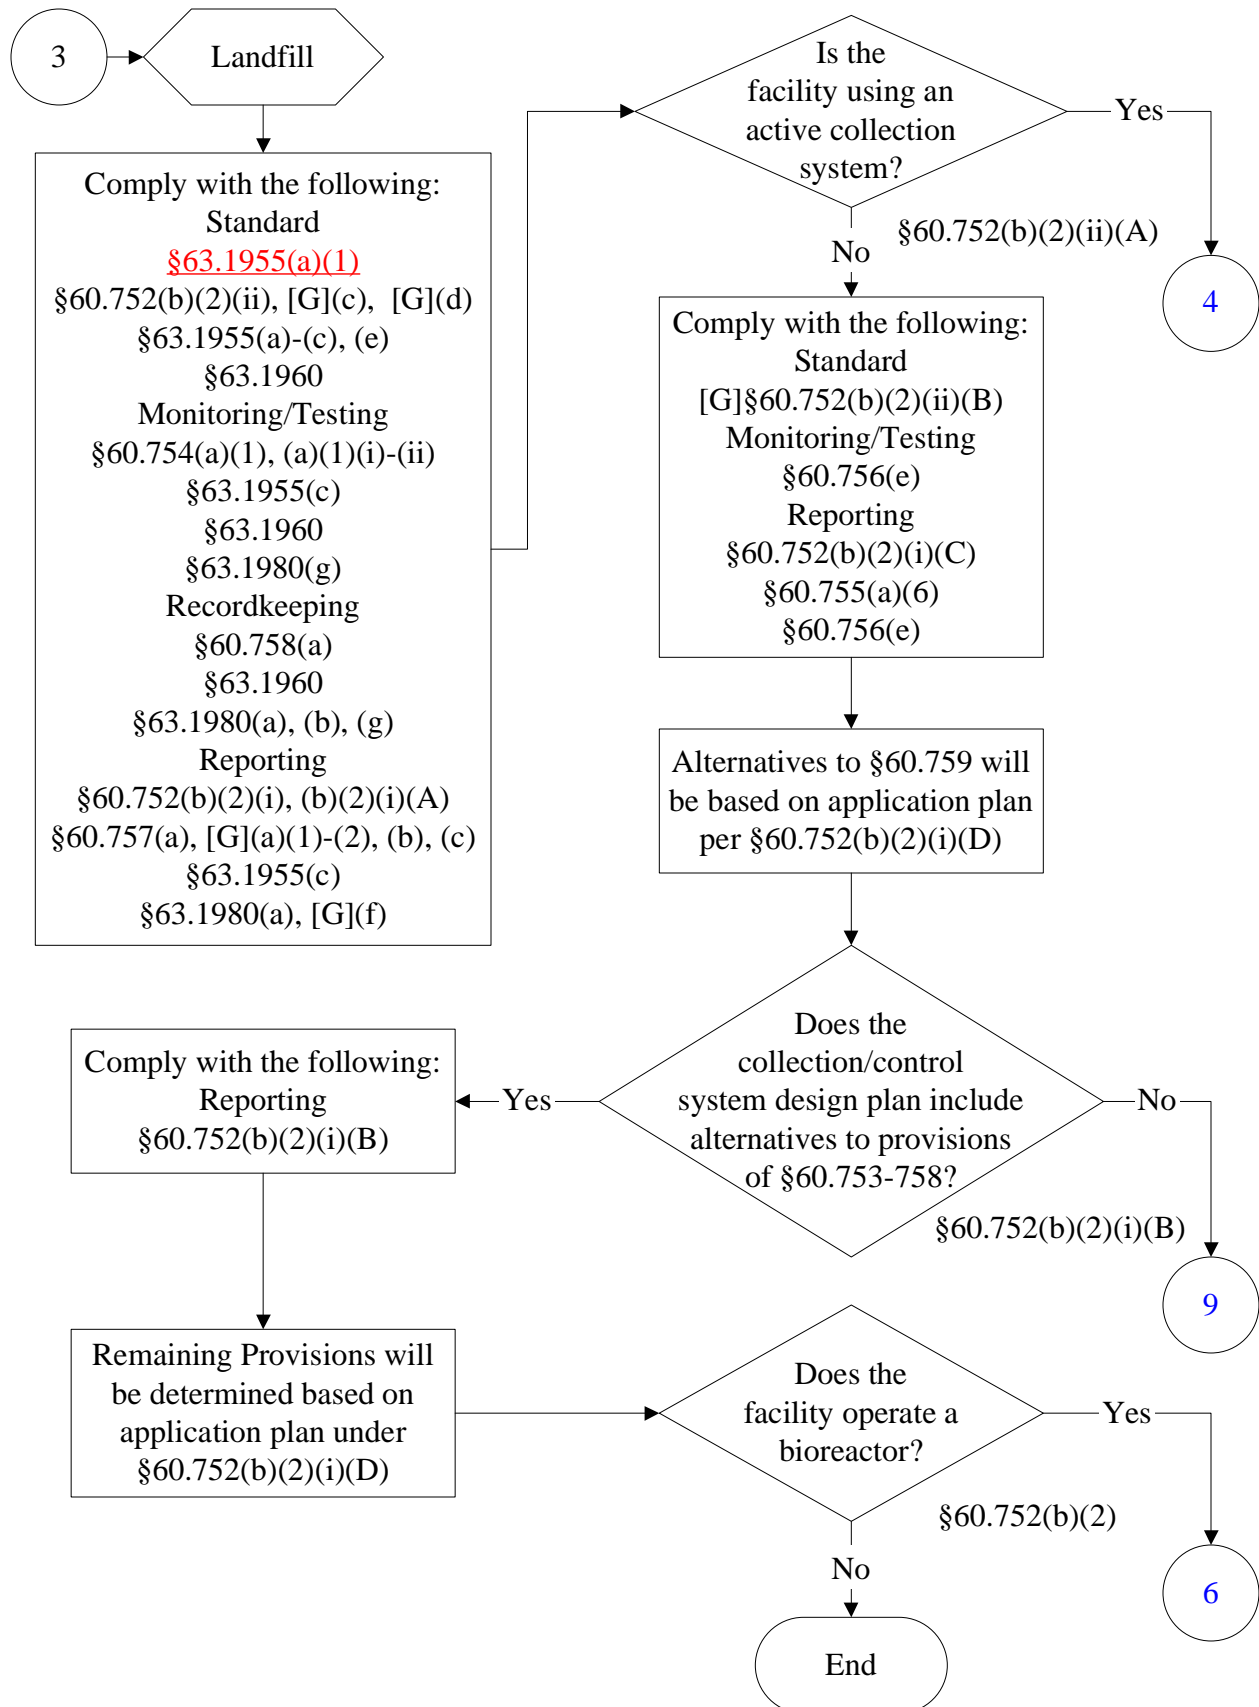 3
Landfill
Comply with the following:
Standard
§63.1955(a)(1)
§60.752(b)(2)(ii), [G](c),  [G](d)
§63.1955(a)-(c), (e)
§63.1960
Monitoring/Testing
§60.754(a)(1), (a)(1)(i)-(ii)
§63.1955(c)
§63.1960
§63.1980(g)
Recordkeeping
§60.758(a)
§63.1960
§63.1980(a), (b), (g)
Reporting
§60.752(b)(2)(i), (b)(2)(i)(A)
§60.757(a), [G](a)(1)-(2), (b), (c)
§63.1955(c)
§63.1980(a), [G](f)
Is the
facility using an
active collection
system?
Yes
§60.752(b)(2)(ii)(A)
4
No
Comply with the following:
Standard
[G]§60.752(b)(2)(ii)(B)
Monitoring/Testing
§60.756(e)
Reporting
§60.752(b)(2)(i)(C)
§60.755(a)(6)
§60.756(e)
Alternatives to §60.759 will
be based on application plan
per §60.752(b)(2)(i)(D)
Does the
collection/control
system design plan include
alternatives to provisions
of §60.753-758?
No
§60.752(b)(2)(i)(B)
9
Yes
Comply with the following:
Reporting
§60.752(b)(2)(i)(B)
Remaining Provisions will
be determined based on
application plan under
§60.752(b)(2)(i)(D)
Does the
facility operate a
bioreactor?
Yes
§60.752(b)(2)
6
No
End